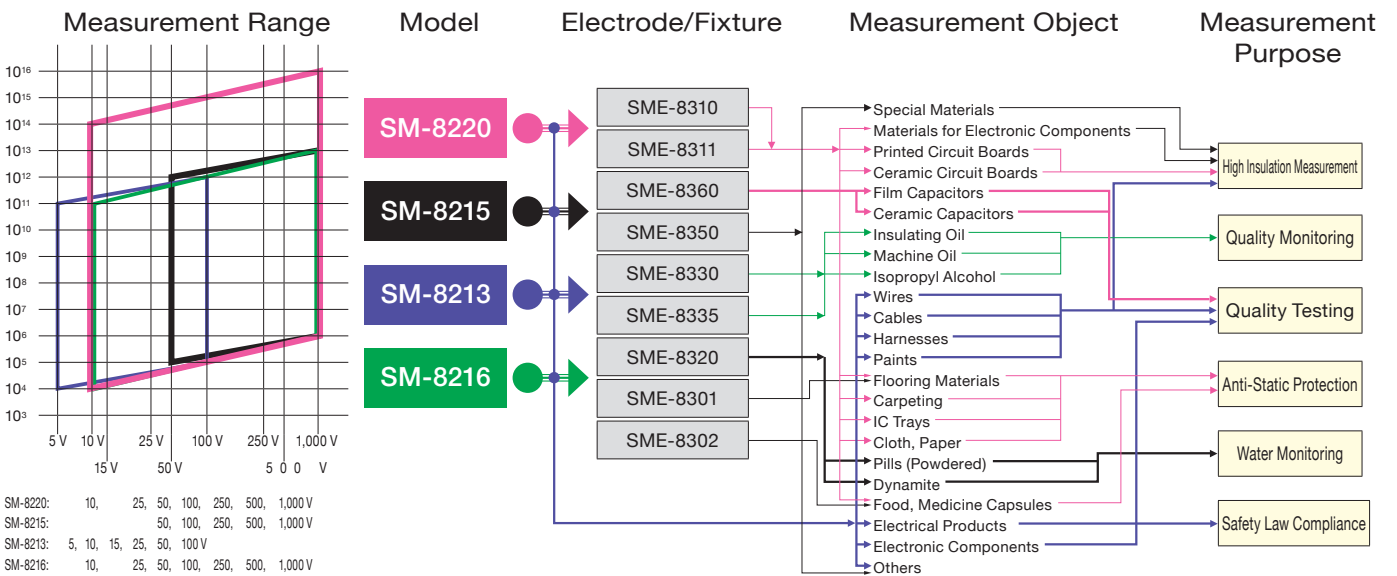 Measurement Range
Model
Electrode/Fixture
Measurement Object
Measurement
Purpose
10¹⁶
10¹⁵
10¹⁴
10¹³
10¹²
10¹¹
10¹⁰
10⁹
10⁸
10⁷
10⁶
10⁵
10⁴
10³
5 V 10 V 25 V 100 V 250 V 1,000 V
15 V 50 V 5 0 0 V
SM-8220: 10, 25, 50, 100, 250, 500, 1,000 V
SM-8215: 50, 100, 250, 500, 1,000 V
SM-8213: 5, 10, 15, 25, 50, 100 V
SM-8216: 10, 25, 50, 100, 250, 500, 1,000 V
SM-8220
SM-8215
SM-8213
SM-8216
SME-8310
SME-8311
SME-8360
SME-8350
SME-8330
SME-8335
SME-8320
SME-8301
SME-8302
Special Materials
Materials for Electronic Components
Printed Circuit Boards
Ceramic Circuit Boards
Film Capacitors
Ceramic Capacitors
Insulating Oil
Machine Oil
Isopropyl Alcohol
Wires
Cables
Harnesses
Paints
Flooring Materials
Carpeting
IC Trays
Cloth, Paper
Pills (Powdered)
Dynamite
Food, Medicine Capsules
Electrical Products
Electronic Components
Others
High Insulation Measurement
Quality Monitoring
Quality Testing
Anti-Static Protection
Water Monitoring
Safety Law Compliance